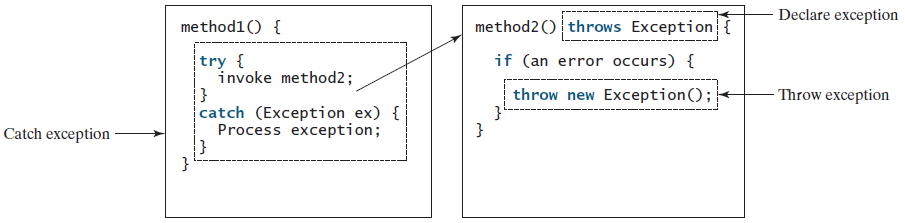 Catch exception
method1() {
try {
invoke method2;
}
catch (Exception ex) {
Process exception;
}
}
method2() throws Exception {
if (an error occurs) {
throw new Exception();
}
}
Declare exception
Throw exception